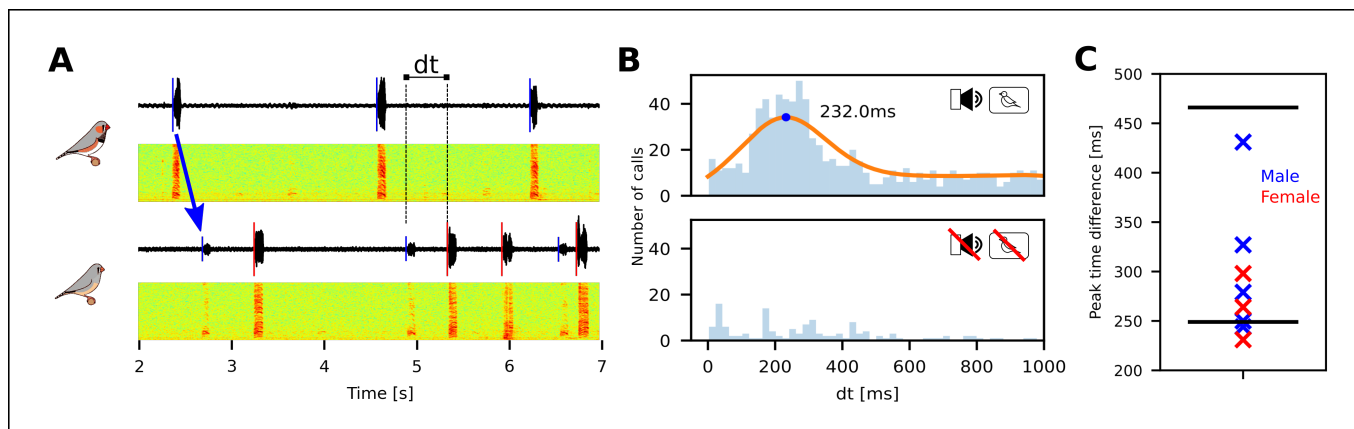 A
dt
2 3 4 5 6 7
Time [s]
B
Number of calls
40
20
0
232.0ms
40
20
0
0 200 400 600 800 1000
dt [ms]
C
Peak time difference [ms]
500
450
400
350
300
250
200
Male
Female